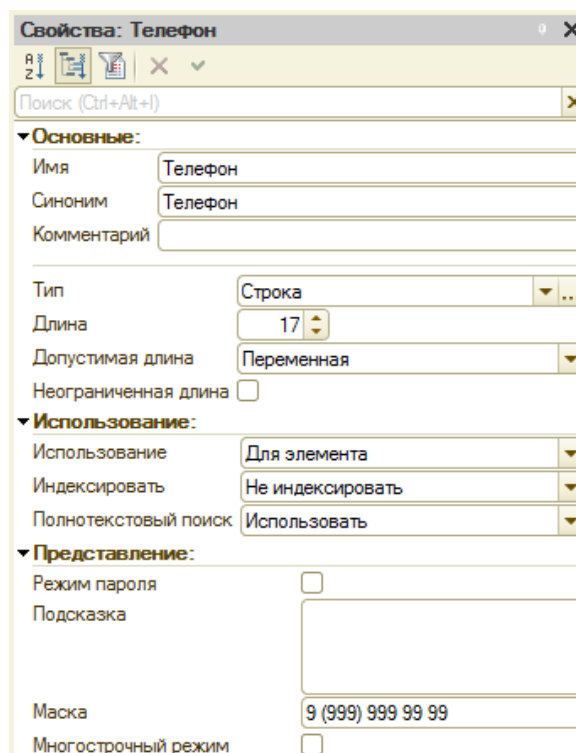 Свойства: Телефон
Поиск (Ctrl+Alt+I)
Основные:
Имя Телефон
Синоним Телефон
Комментарий
Тип Строка ...
Длина 17
Допустимая длина Переменная
Неограниченная длина
Использование:
Использование Для элемента
Индексировать Не индексировать
Полнотекстовый поиск Использовать
Представление:
Режим пароля
Подсказка
Маска 9 (999) 999 99 99
Многострочный режим